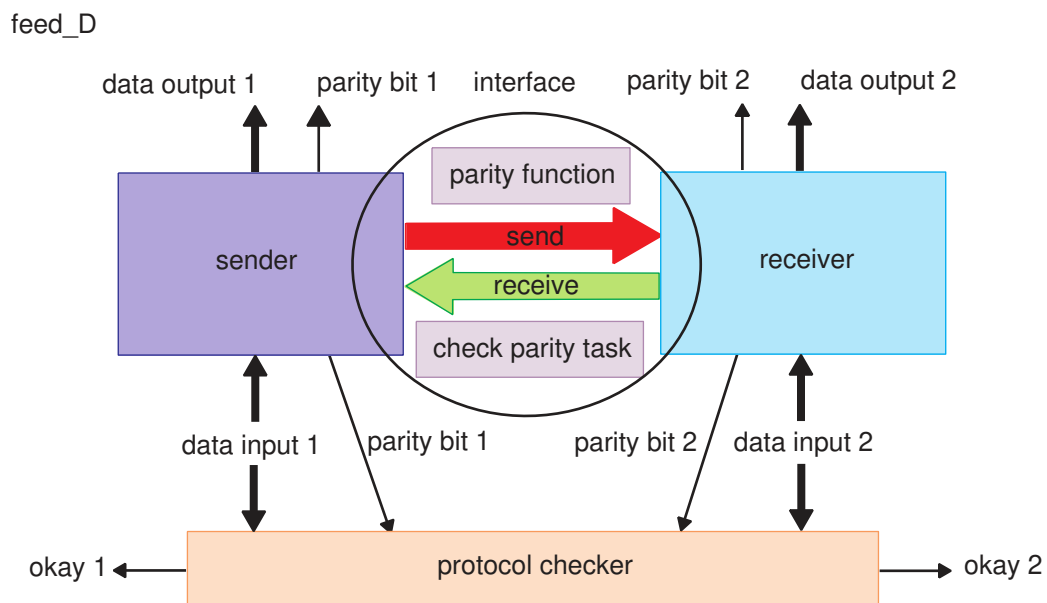 feed_D
data output 1
parity bit 1
interface
parity bit 2
data output 2
parity function
send
sender
receiver
receive
check parity task
data input 1
parity bit 1
parity bit 2
data input 2
okay 1
protocol checker
okay 2